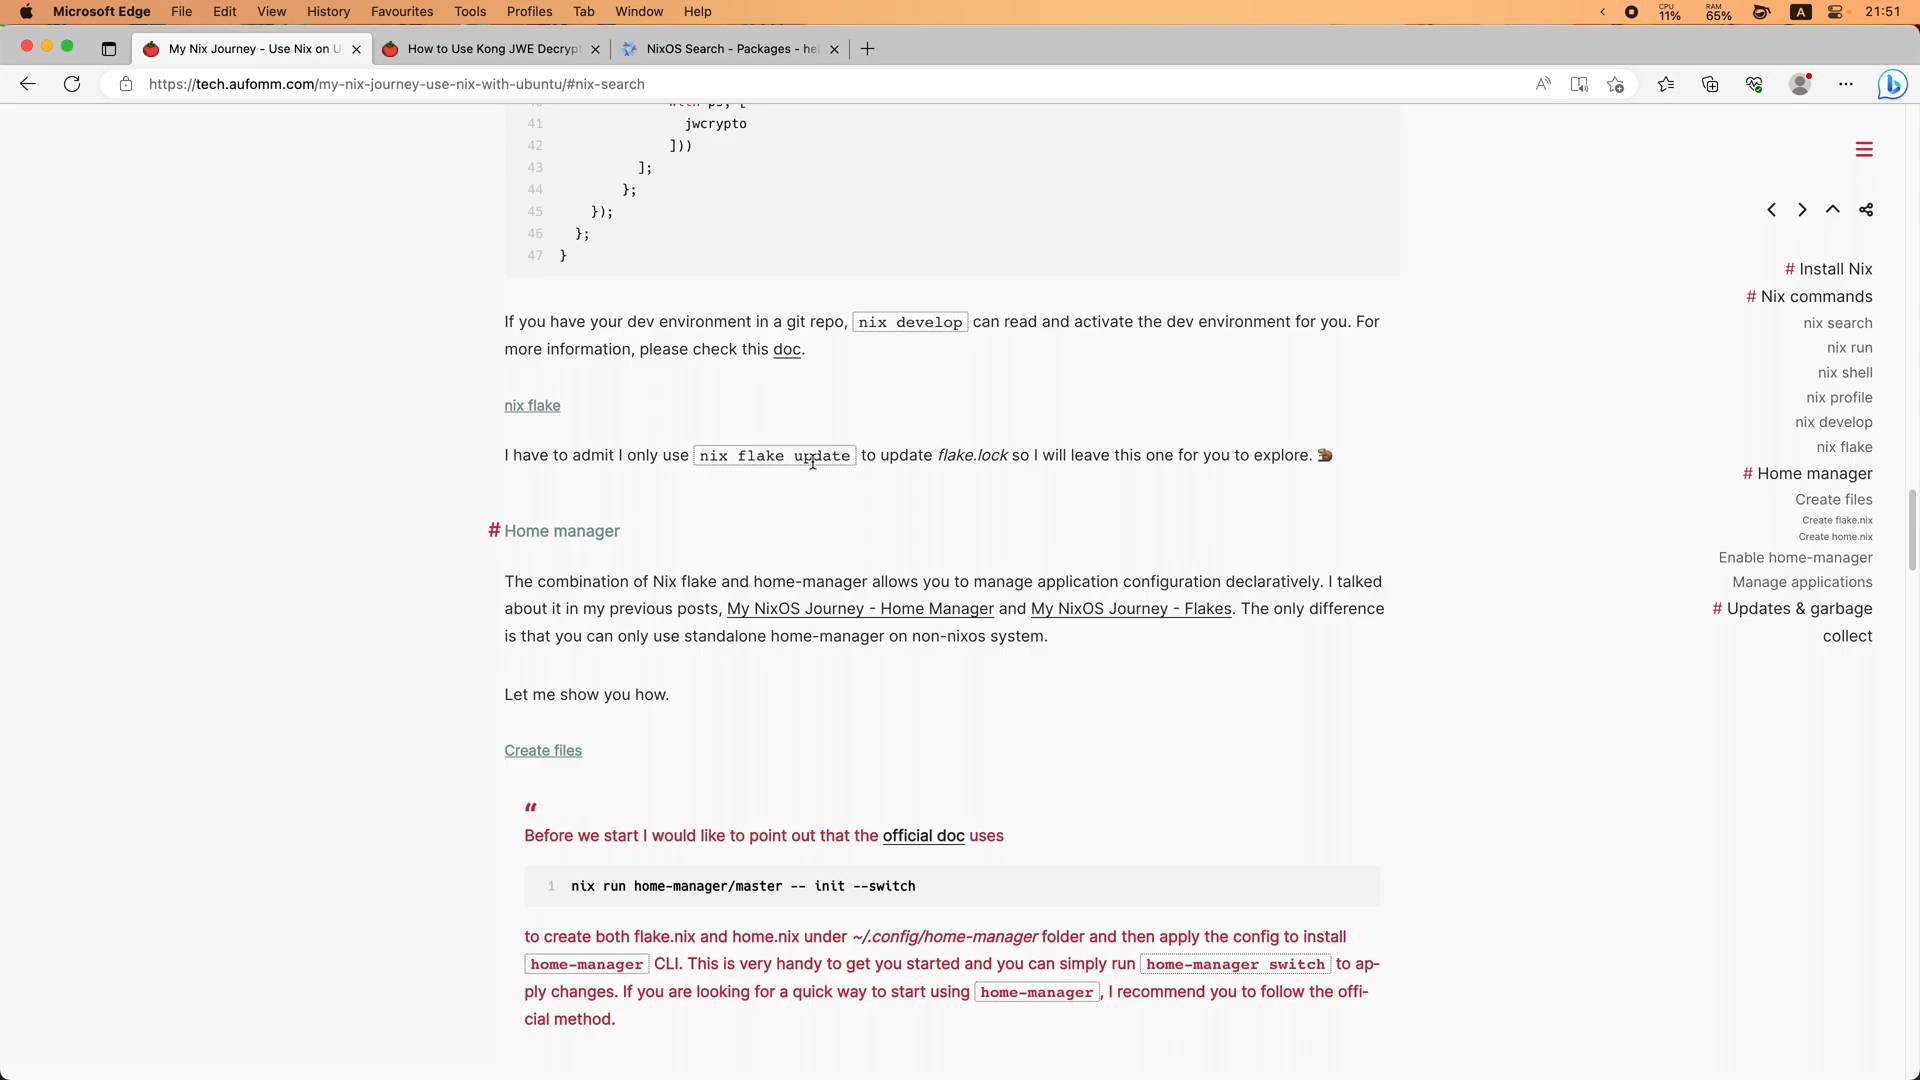 Microsoft Edge File Edit View History Favourites Tools Profiles Tab Window Help CPU 11% RAM 65% A 21:51
My Nix Journey - Use Nix on U How to Use Kong JWE Decrypt NixOS Search - Packages - hel
https://tech.aufomm.com/my-nix-journey-use-nix-with-ubuntu/#nix-search
41 jwcrypto
42 ]))
43 ];
44 };
45 });
46 };
47 }
If you have your dev environment in a git repo, nix develop can read and activate the dev environment for you. For
more information, please check this doc.
nix flake
I have to admit I only use nix flake update to update flake.lock so I will leave this one for you to explore.
# Home manager
The combination of Nix flake and home-manager allows you to manage application configuration declaratively. I talked
about it in my previous posts, My NixOS Journey - Home Manager and My NixOS Journey - Flakes. The only difference
is that you can only use standalone home-manager on non-nixos system.
Let me show you how.
Create files
“
Before we start I would like to point out that the official doc uses
1 nix run home-manager/master -- init --switch
to create both flake.nix and home.nix under ~/.config/home-manager folder and then apply the config to install
home-manager CLI. This is very handy to get you started and you can simply run home-manager switch to ap-
ply changes. If you are looking for a quick way to start using home-manager, I recommend you to follow the offi-
cial method.
# Install Nix
# Nix commands
nix search
nix run
nix shell
nix profile
nix develop
nix flake
# Home manager
Create files
Create flake.nix
Create home.nix
Enable home-manager
Manage applications
# Updates & garbage
collect